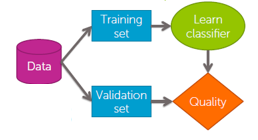 Training
set
Learn
classifier
Data
Validation
set
Quality